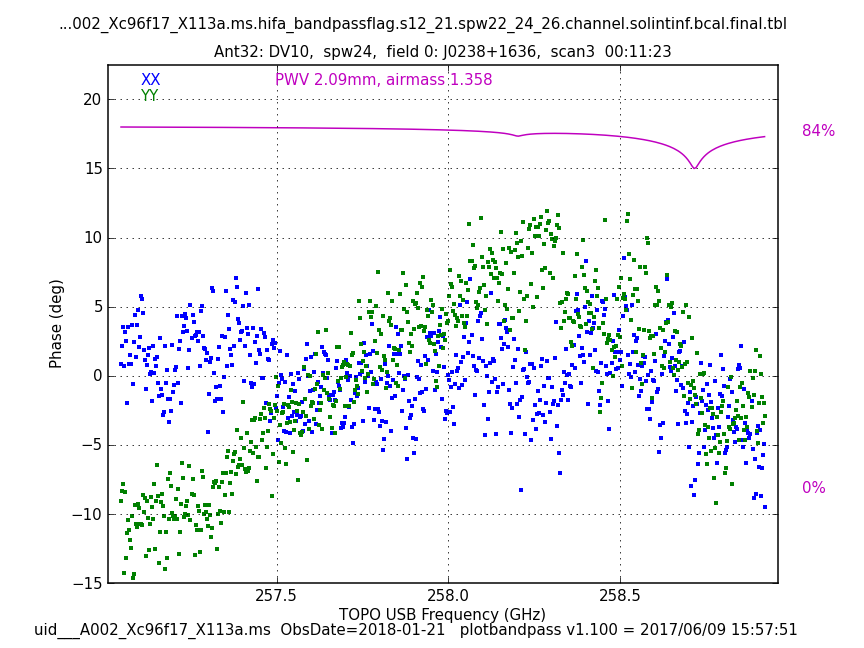 ...002_Xc96f17_X113a.ms.hifa_bandpassflag.s12_21.spw22_24_26.channel.solintinf.bcal.final.tbl
Ant32: DV10, spw24, field 0: J0238+1636, scan3 00:11:23
XX
PWV 2.09mm, airmass 1.358
YY
20
84%
15
10
5
Phase (deg)
0
−5
0%
−10
−15
257.5 258.0 258.5
TOPO USB Frequency (GHz)
uid___A002_Xc96f17_X113a.ms ObsDate=2018-01-21 plotbandpass v1.100 = 2017/06/09 15:57:51